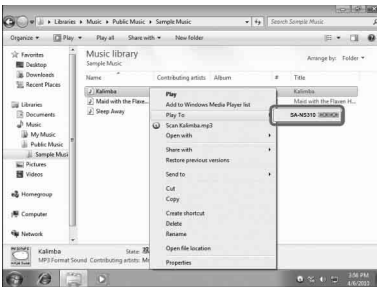 Libraries ▸ Music ▸ Public Music ▸ Sample Music
Search Sample Music
Organize Play Play all Share with New folder
Favorites
Desktop
Downloads
Recent Places
Libraries
Documents
Music
My Music
Public Music
Sample Musi
Pictures
Videos
Homegroup
Computer
Network
Music library
Sample Music
Arrange by: Folder
Name Contributing artists Album # Title
Kalimba
Maid with the Flaxe...
Sleep Away
Kalimba
Maid with the Flaxen H...
Play
Add to Windows Media Player list
Play To
Scan Kalimba.mp3
Open with
Share with
Restore previous versions
Send to
Cut
Copy
Create shortcut
Delete
Rename
Open file location
Properties
SA-NS310
Kalimba
MP3 Format Sound
Share:
Contributing artists: Mr
3:56 PM